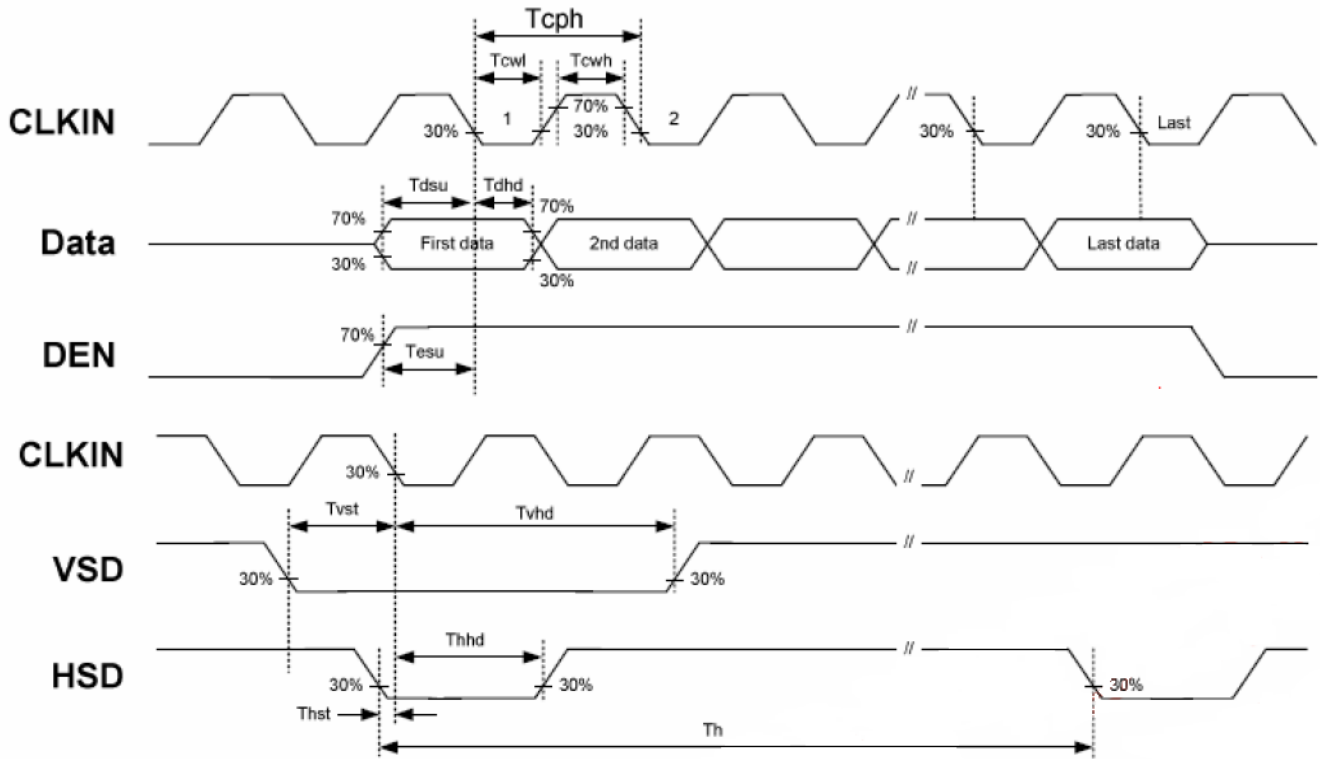 Tcph
Tcwl Tcwh
CLKIN 30% 1 70% 30% 2 // 30% 30% Last
Tdsu Tdhd
70% 70%
Data First data 2nd data // Last data
30% // 30%
DEN 70% Tesu //
CLKIN 30% //
Tvst Tvhd
VSD 30% 30% //
Thhd
HSD 30% 30% // 30%
Thst
Th